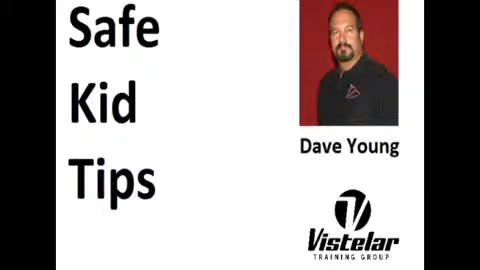 Safe
Kid
Tips
Dave Young
Vistelar
TRAINING GROUP